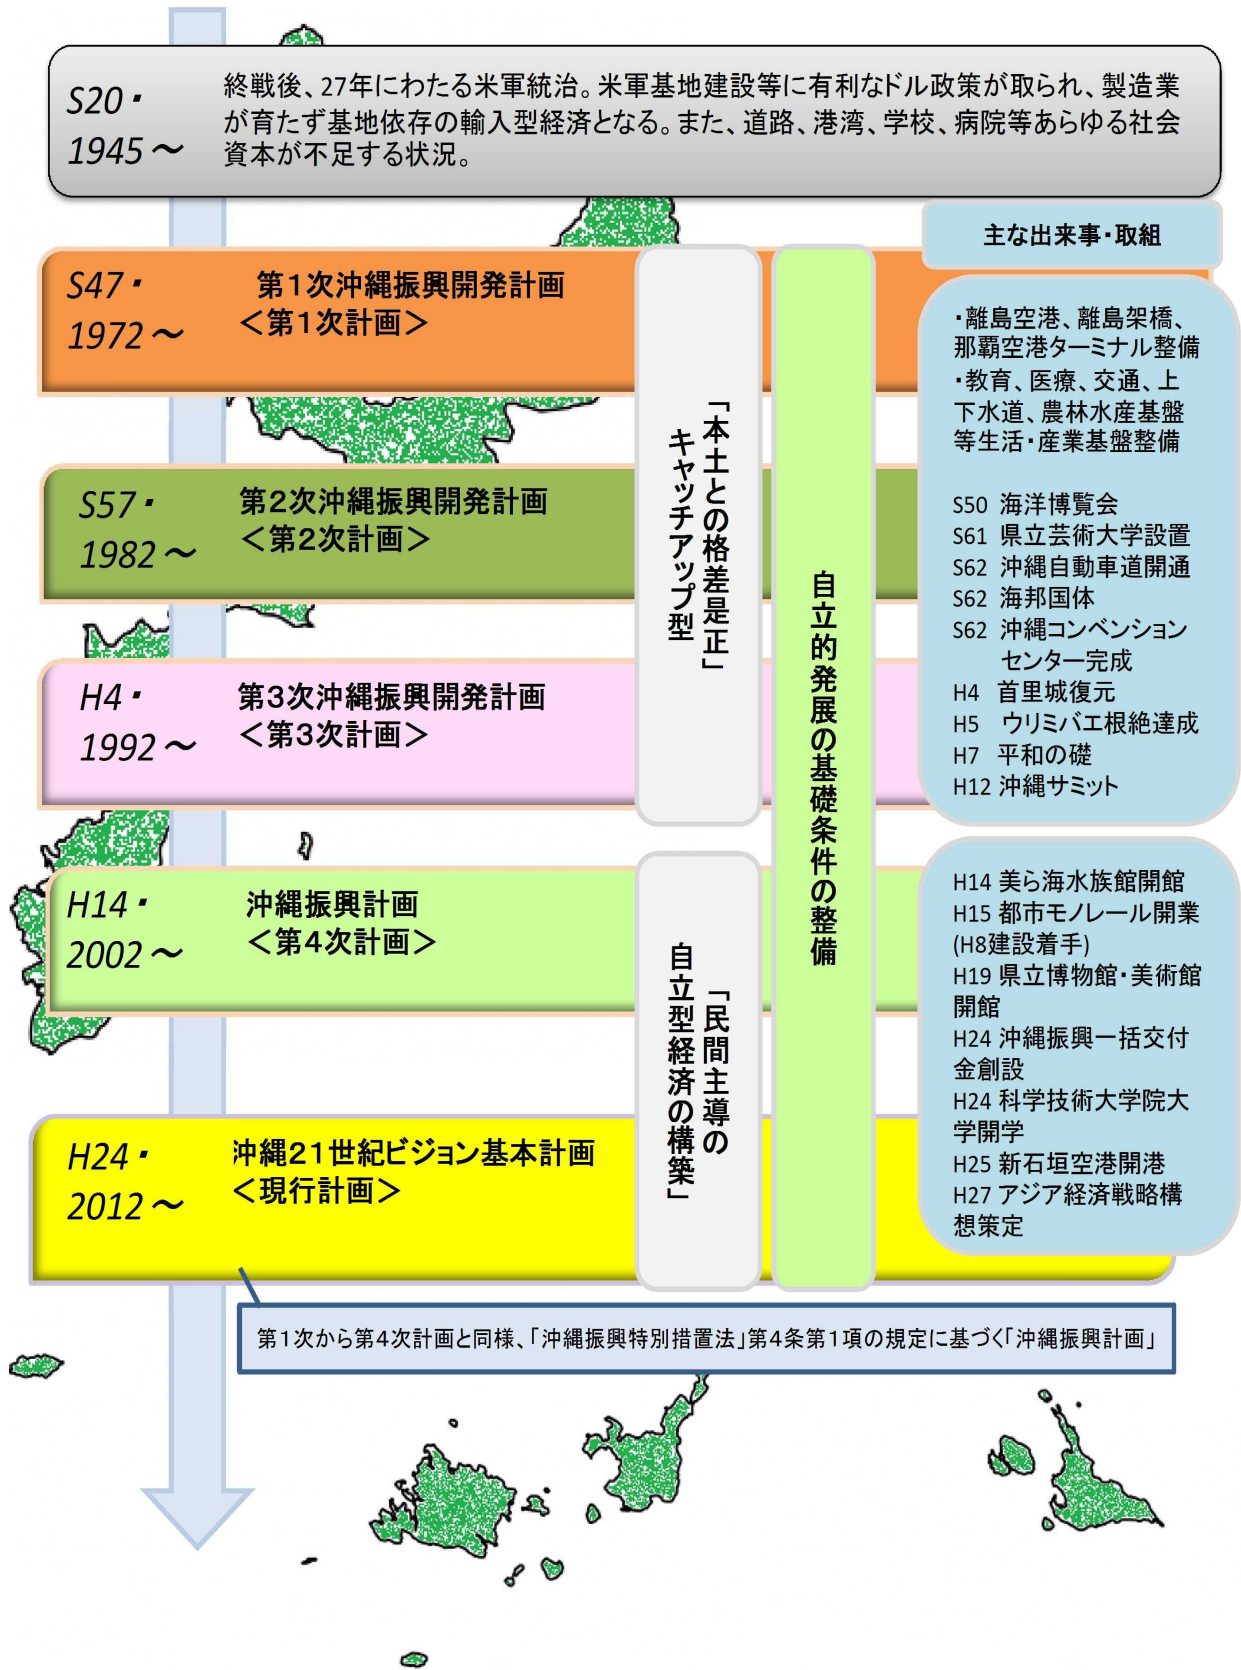 S20・
1945～
終戦後、27年にわたる米軍統治。米軍基地建設等に有利なドル政策が取られ、製造業
が育たず基地依存の輸入型経済となる。また、道路、港湾、学校、病院等あらゆる社会
資本が不足する状況。
主な出来事・取組
S47・
1972～
第１次沖縄振興開発計画
＜第１次計画＞
S57・
1982～
第２次沖縄振興開発計画
＜第２次計画＞
H4・
1992～
第３次沖縄振興開発計画
＜第３次計画＞
H14・
2002～
沖縄振興計画
＜第４次計画＞
H24・
2012～
沖縄２１世紀ビジョン基本計画
＜現行計画＞
「本土との格差是正」
キャッチアップ型
「民間主導の
自立型経済の構築」
自立的発展の基礎条件の整備
・離島空港、離島架橋、
那覇空港ターミナル整備
・教育、医療、交通、上
下水道、農林水産基盤
等生活・産業基盤整備
S50 海洋博覧会
S61 県立芸術大学設置
S62 沖縄自動車道開通
S62 海邦国体
S62 沖縄コンベンション
センター完成
H4 首里城復元
H5 ウリミバエ根絶達成
H7 平和の礎
H12 沖縄サミット
H14 美ら海水族館開館
H15 都市モノレール開業
(H8建設着手)
H19 県立博物館・美術館
開館
H24 沖縄振興一括交付
金創設
H24 科学技術大学院大
学開学
H25 新石垣空港開港
H27 アジア経済戦略構
想策定
第１次から第４次計画と同様、「沖縄振興特別措置法」第４条第１項の規定に基づく「沖縄振興計画」